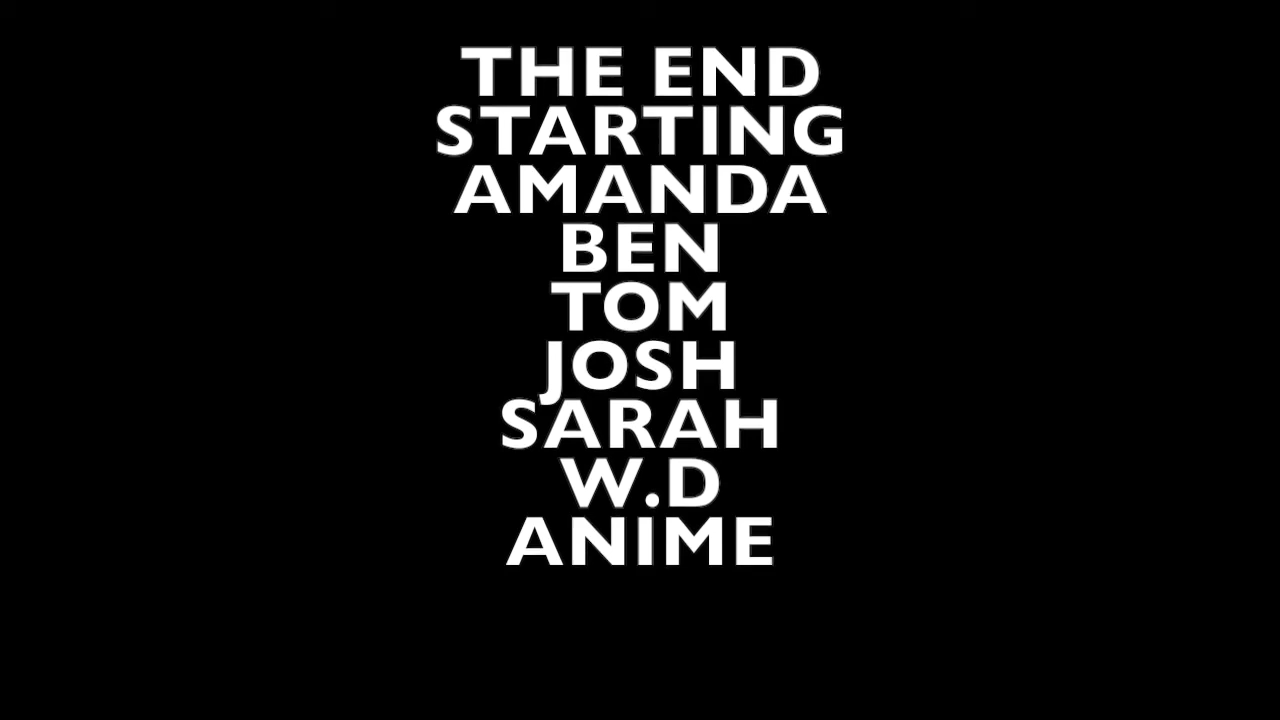 THE END
STARTING
AMANDA
BEN
TOM
JOSH
SARAH
W.D
ANIME